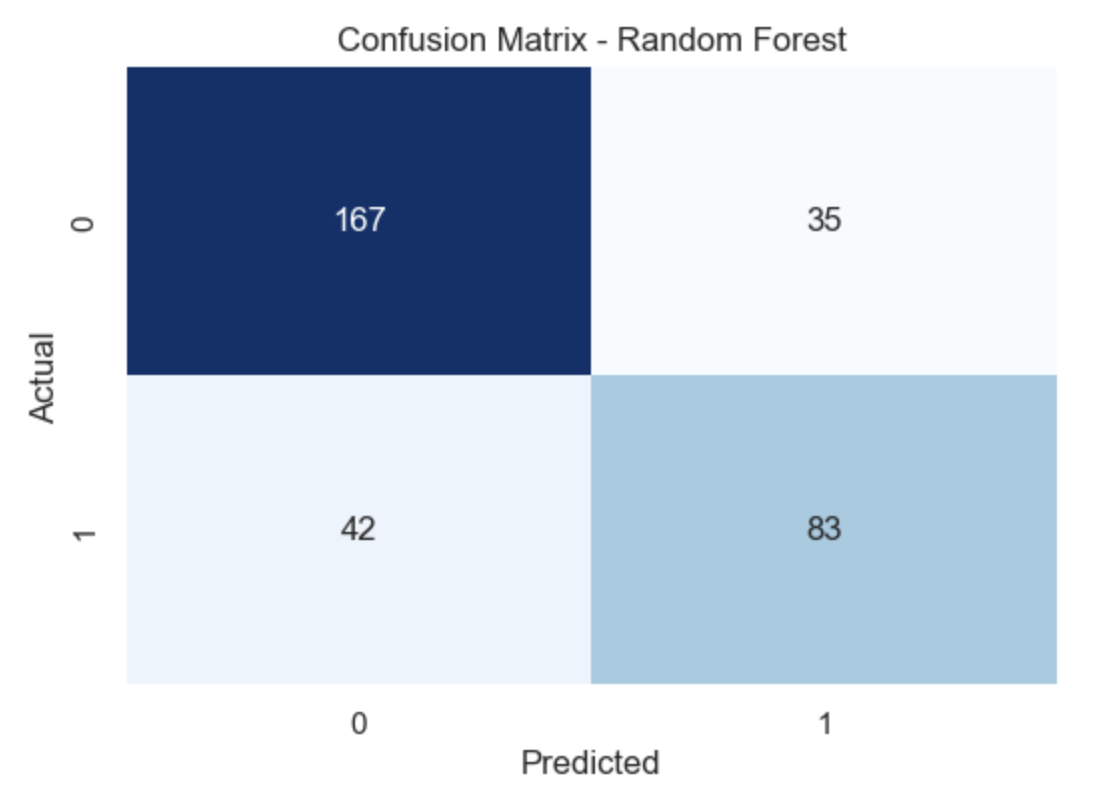 Confusion Matrix - Random Forest
0
167
35
Actual
1
42
83
0
1
Predicted